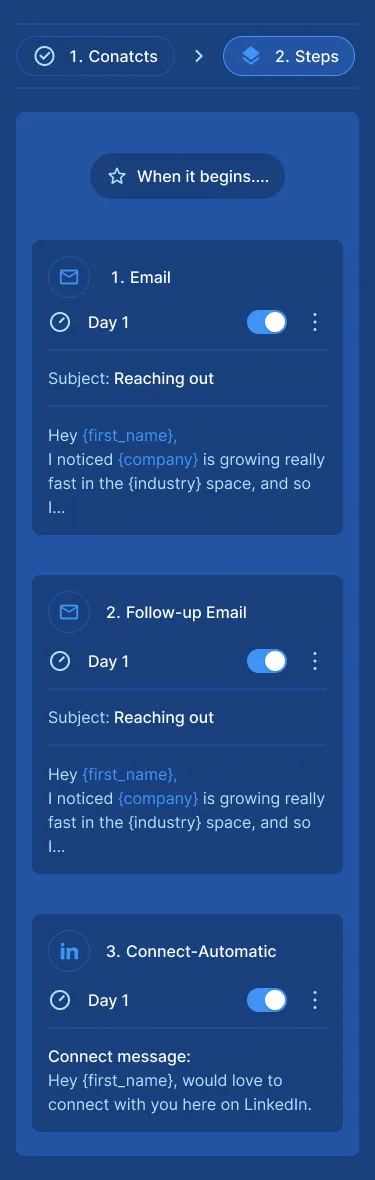 1. Conatcts
2. Steps
When it begins....
1. Email
Day 1
Subject: Reaching out
Hey {first_name},
I noticed {company} is growing really
fast in the {industry} space, and so
I...
2. Follow-up Email
Day 1
Subject: Reaching out
Hey {first_name},
I noticed {company} is growing really
fast in the {industry} space, and so
I...
in
3. Connect-Automatic
Day 1
Connect message:
Hey {first_name}, would love to
connect with you here on LinkedIn.